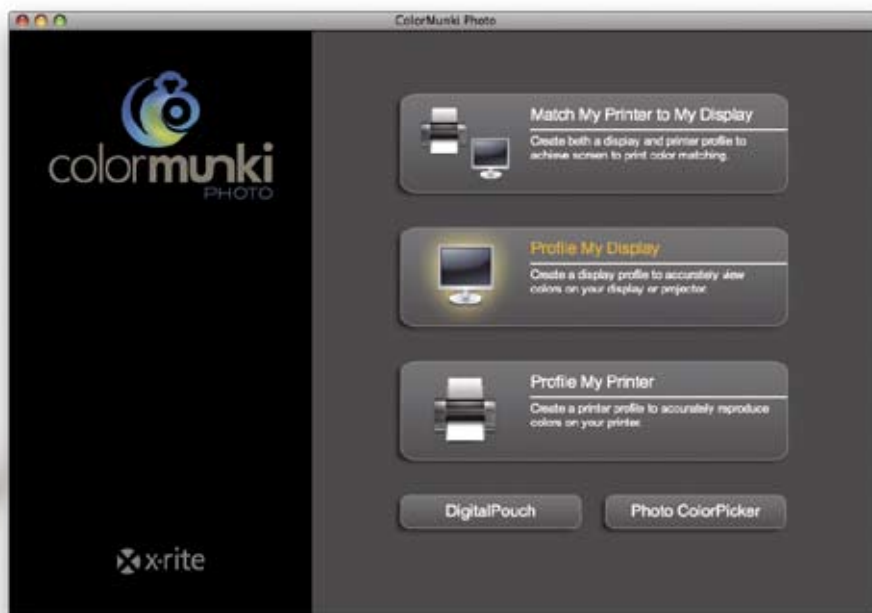 ColorMunki Photo
colormunki
PHOTO
Match My Printer to My Display
Create both a display and printer profile to
achieve screen to print color matching.
Profile My Display
Create a display profile to accurately view
colors on your display or projector.
Profile My Printer
Create a printer profile to accurately reproduce
colors on your printer.
DigitalPouch
Photo ColorPicker
x·rite